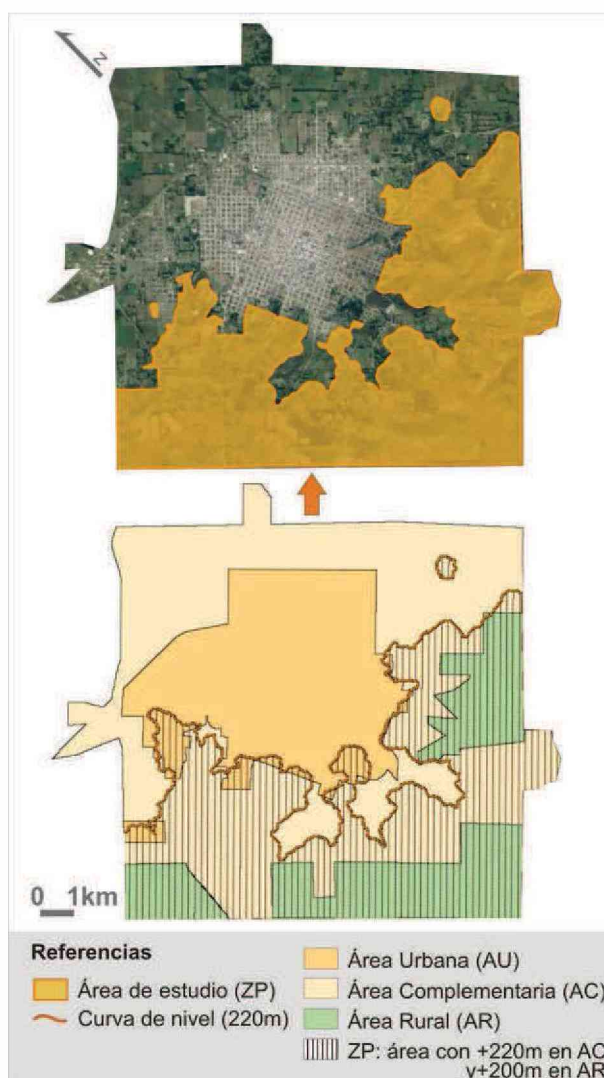 N
0 1km
Referencias
Área de estudio (ZP)
Curva de nivel (220m)
Área Urbana (AU)
Área Complementaria (AC)
Área Rural (AR)
ZP: área con +220m en AC
y+200m en AR